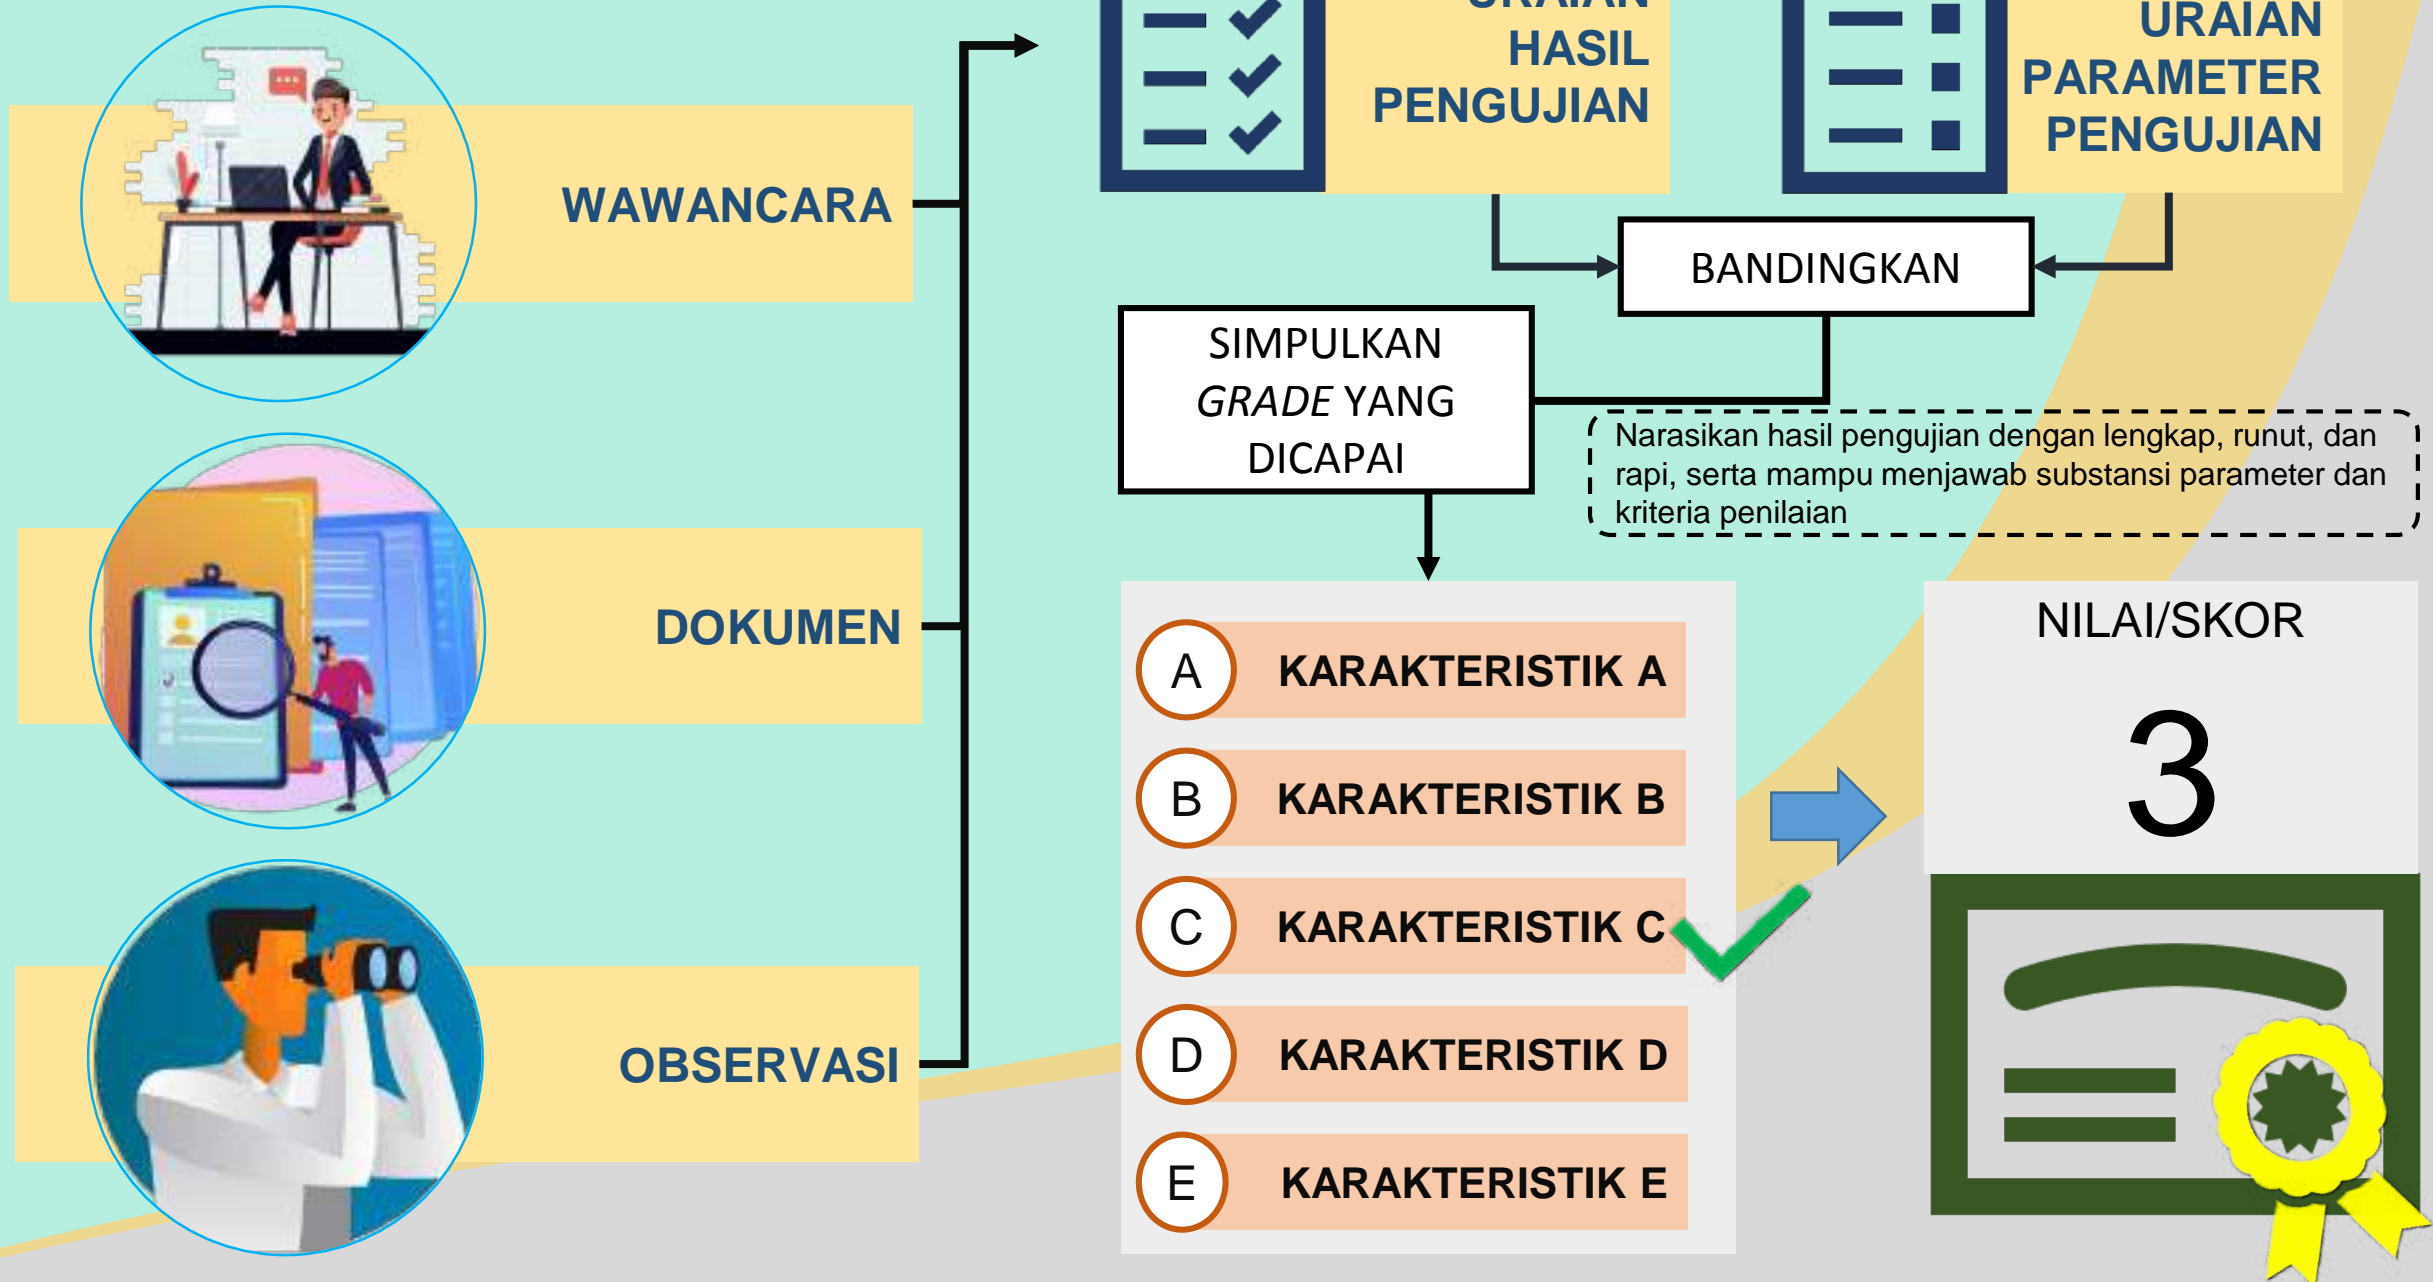 URAIAN
HASIL
PENGUJIAN
URAIAN
PARAMETER
PENGUJIAN
WAWANCARA
BANDINGKAN
SIMPULKAN
GRADE YANG
DICAPAI
Narasikan hasil pengujian dengan lengkap, runut, dan
rapi, serta mampu menjawab substansi parameter dan
kriteria penilaian
DOKUMEN
OBSERVASI
A KARAKTERISTIK A
B KARAKTERISTIK B
C KARAKTERISTIK C
D KARAKTERISTIK D
E KARAKTERISTIK E
NILAI/SKOR
3